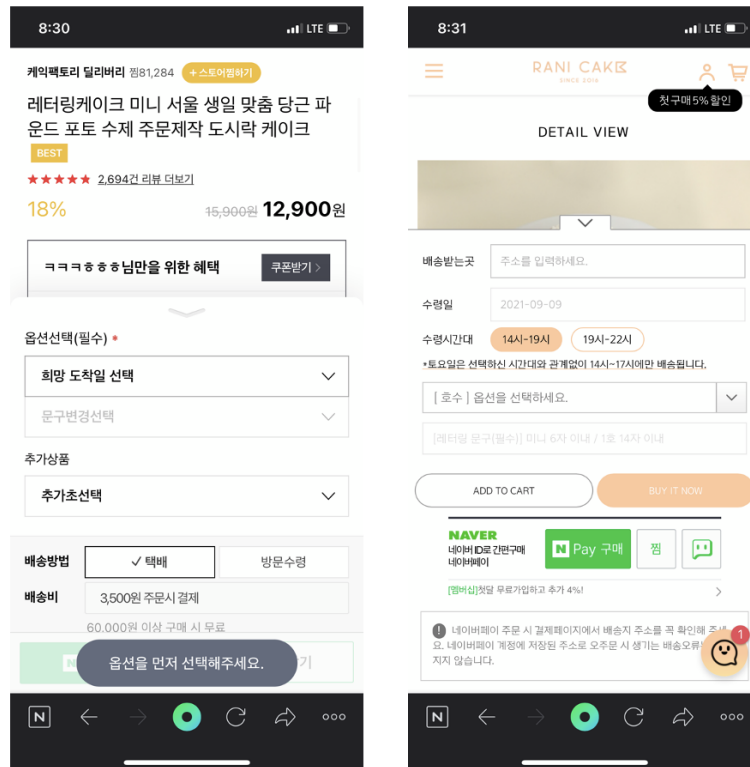 8:30
LTE
케익팩토리 딜리버리 찜81,284 +스토어찜하기
레터링케이크 미니 서울 생일 맞춤 당근 파
운드 포토 수제 주문제작 도시락 케이크
BEST
★★★★★ 2,694건 리뷰 더보기
18% 15,900원 12,900원
ㅋㅋㅋㅎㅎㅎ님만을 위한 혜택 쿠폰받기 >
옵션선택(필수)
희망 도착일 선택
문구변경선택
추가상품
추가초선택
배송방법 ✓ 택배 방문수령
배송비 3,500원 주문시 결제
60,000원 이상 구매 시 무료
N 기
옵션을 먼저 선택해주세요.
N
8:31
LTE
RANI CAKE
SINCE 2014
첫구매 5% 할인
DETAIL VIEW
배송받는곳 주소를 입력하세요.
수령일 2021-09-09
수령시간대 14시-19시 19시-22시
*토요일은 선택하신 시간대와 관계없이 14시~17시에만 배송됩니다.
[ 호수 ] 옵션을 선택하세요.
[레터링 문구(필수)] 미니 6자 이내 / 1호 14자 이내
ADD TO CART BUY IT NOW
NAVER
네이버 ID로 간편구매
네이버페이
N Pay 구매 찜
[멤버십]첫달 무료가입하고 추가 4%! >
네이버페이 주문 시 결제페이지에서 배송지 주소를 꼭 확인해
요. 네이버페이 계정에 저장된 주소로 오주문 시 생기는 배송오류
지지 않습니다.
1
N